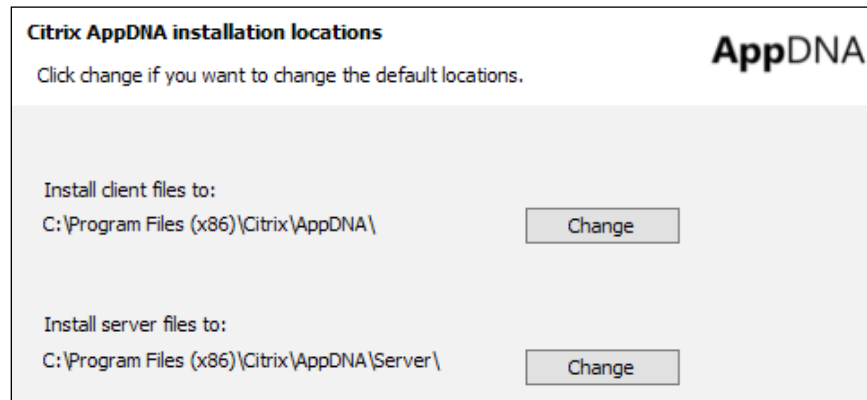 Citrix AppDNA installation locations
AppDNA
Click change if you want to change the default locations.
Install client files to:
C:\Program Files (x86)\Citrix\AppDNA\
Change
Install server files to:
C:\Program Files (x86)\Citrix\AppDNA\Server\
Change